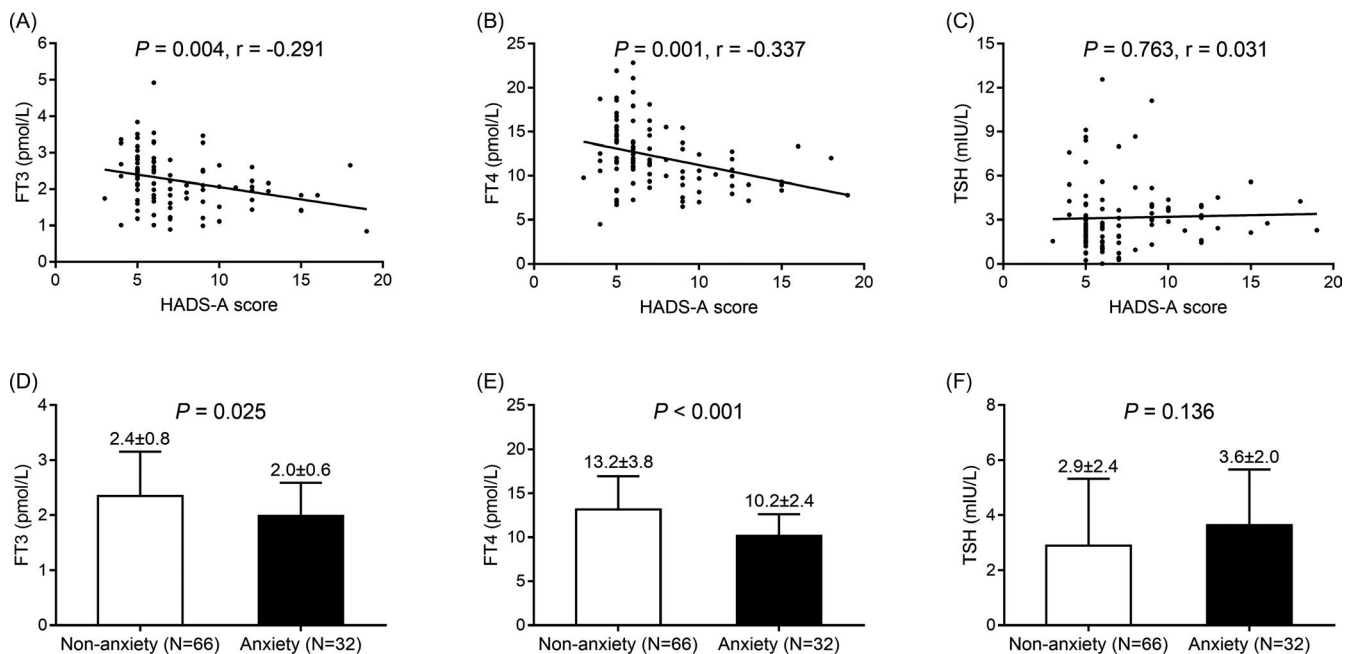 (A)
P = 0.004, r = -0.291
6
5
4
3
2
1
0
FT3 (pmol/L)
0
5
10
15
20
HADS-A score
(B)
P = 0.001, r = -0.337
25
20
15
10
5
0
FT4 (pmol/L)
0
5
10
15
20
HADS-A score
(C)
P = 0.763, r = 0.031
15
12
9
6
3
0
TSH (mIU/L)
0
5
10
15
20
HADS-A score
(D)
P = 0.025
4
3
2
1
0
FT3 (pmol/L)
2.4±0.8
2.0±0.6
Non-anxiety (N=66)
Anxiety (N=32)
(E)
P < 0.001
25
20
15
10
5
0
FT4 (pmol/L)
13.2±3.8
10.2±2.4
Non-anxiety (N=66)
Anxiety (N=32)
(F)
P = 0.136
8
6
4
2
0
TSH (mIU/L)
2.9±2.4
3.6±2.0
Non-anxiety (N=66)
Anxiety (N=32)